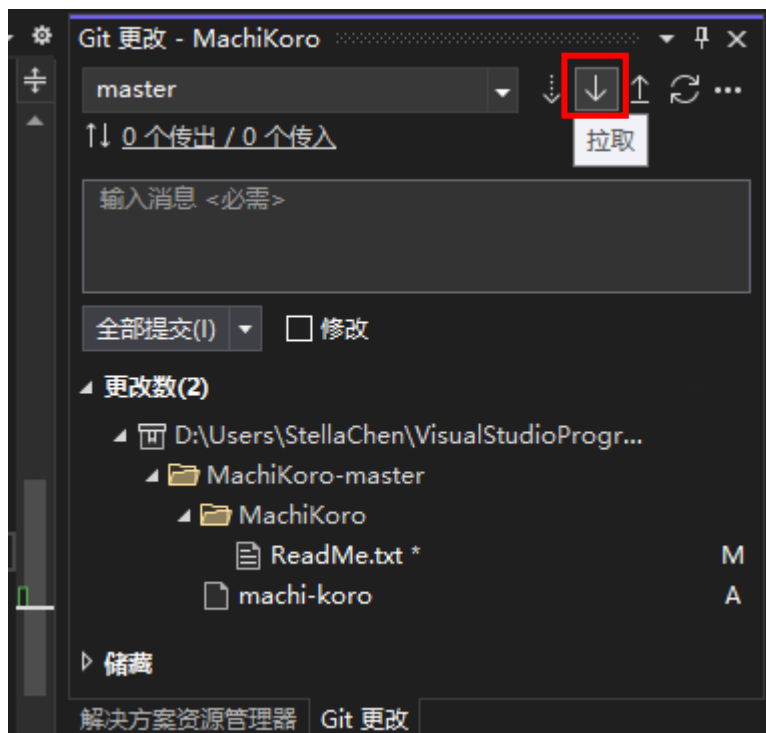 Git 更改 - MachiKoro
master
拉取
0 个传出 / 0 个传入
输入消息 <必需>
全部提交(I) 修改
更改数(2)
D:\Users\StellaChen\VisualStudioProgr...
MachiKoro-master
MachiKoro
ReadMe.txt * M
machi-koro A
储藏
解决方案资源管理器 Git 更改